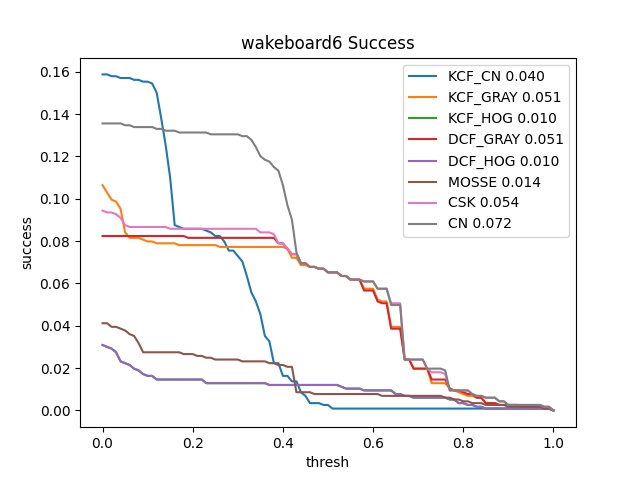 wakeboard6 Success
success
0.16
0.14
0.12
0.10
0.08
0.06
0.04
0.02
0.00
KCF_CN 0.040
KCF_GRAY 0.051
KCF_HOG 0.010
DCF_GRAY 0.051
DCF_HOG 0.010
MOSSE 0.014
CSK 0.054
CN 0.072
0.0 0.2 0.4 0.6 0.8 1.0
thresh